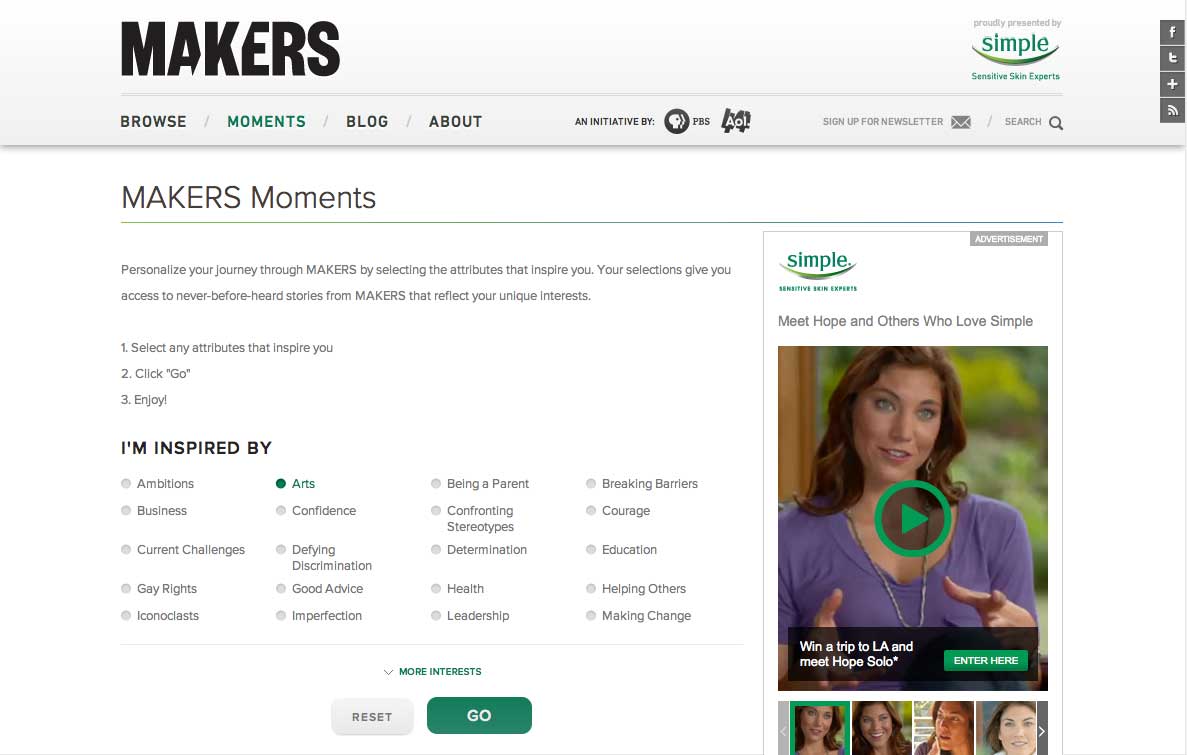 MAKERS
proudly presented by
simple
Sensitive Skin Experts
BROWSE / MOMENTS / BLOG / ABOUT
AN INITIATIVE BY: PBS Aol.
SIGN UP FOR NEWSLETTER / SEARCH
MAKERS Moments
Personalize your journey through MAKERS by selecting the attributes that inspire you. Your selections give you
access to never-before-heard stories from MAKERS that reflect your unique interests.
1. Select any attributes that inspire you
2. Click "Go"
3. Enjoy!
I'M INSPIRED BY
Ambitions Arts Being a Parent Breaking Barriers
Business Confidence Confronting Courage
Stereotypes
Current Challenges Defying Determination Education
Discrimination
Gay Rights Good Advice Health Helping Others
Iconoclasts Imperfection Leadership Making Change
MORE INTERESTS
RESET GO
ADVERTISEMENT
simple.
SENSITIVE SKIN EXPERTS
Meet Hope and Others Who Love Simple
Win a trip to LA and
meet Hope Solo*
ENTER HERE